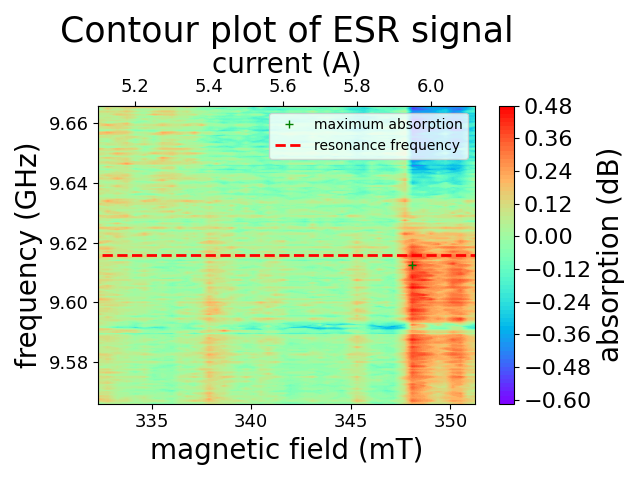 Contour plot of ESR signal
current (A)
5.2 5.4 5.6 5.8 6.0
maximum absorption
resonance frequency
frequency (GHz)
9.66
9.64
9.62
9.60
9.58
335 340 345 350
magnetic field (mT)
0.48
0.36
0.24
0.12
0.00
−0.12
−0.24
−0.36
−0.48
−0.60
absorption (dB)